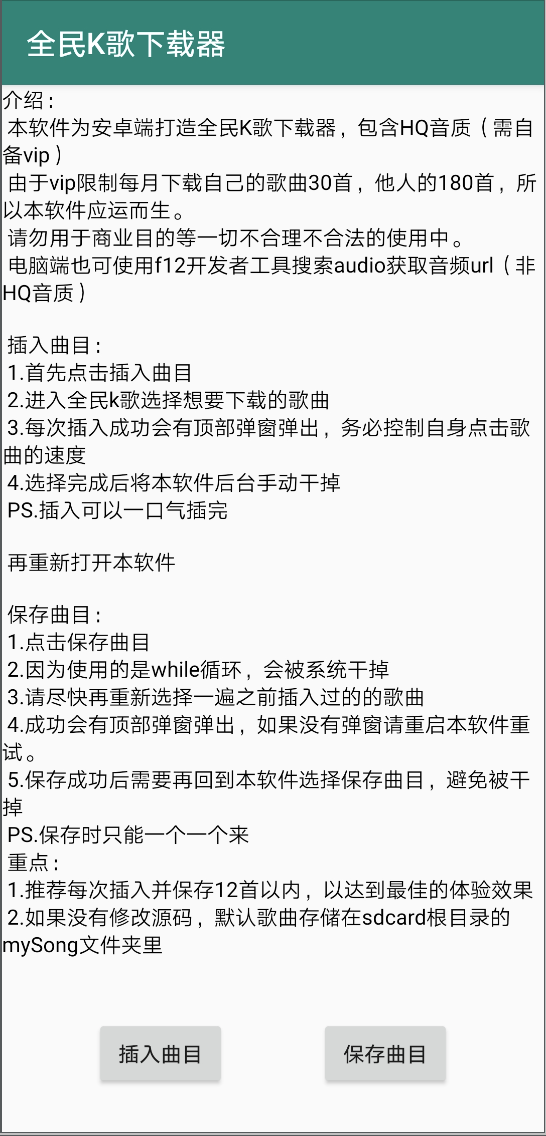 全民K歌下载器
介绍：
本软件为安卓端打造全民K歌下载器，包含HQ音质（需自
备vip）
由于vip限制每月下载自己的歌曲30首，他人的180首，所
以本软件应运而生。
请勿用于商业目的等一切不合理不合法的使用中。
电脑端也可使用f12开发者工具搜索audio获取音频url（非
HQ音质）
插入曲目：
1.首先点击插入曲目
2.进入全民k歌选择想要下载的歌曲
3.每次插入成功会有顶部弹窗弹出，务必控制自身点击歌
曲的速度
4.选择完成后将本软件后台手动干掉
PS.插入可以一口气插完
再重新打开本软件
保存曲目：
1.点击保存曲目
2.因为使用的是while循环，会被系统干掉
3.请尽快再重新选择一遍之前插入过的的歌曲
4.成功会有顶部弹窗弹出，如果没有弹窗请重启本软件重
试。
5.保存成功后需要再回到本软件选择保存曲目，避免被干
掉
PS.保存时只能一个一个来
重点：
1.推荐每次插入并保存12首以内，以达到最佳的体验效果
2.如果没有修改源码，默认歌曲存储在sdcard根目录的
mySong文件夹里
插入曲目
保存曲目